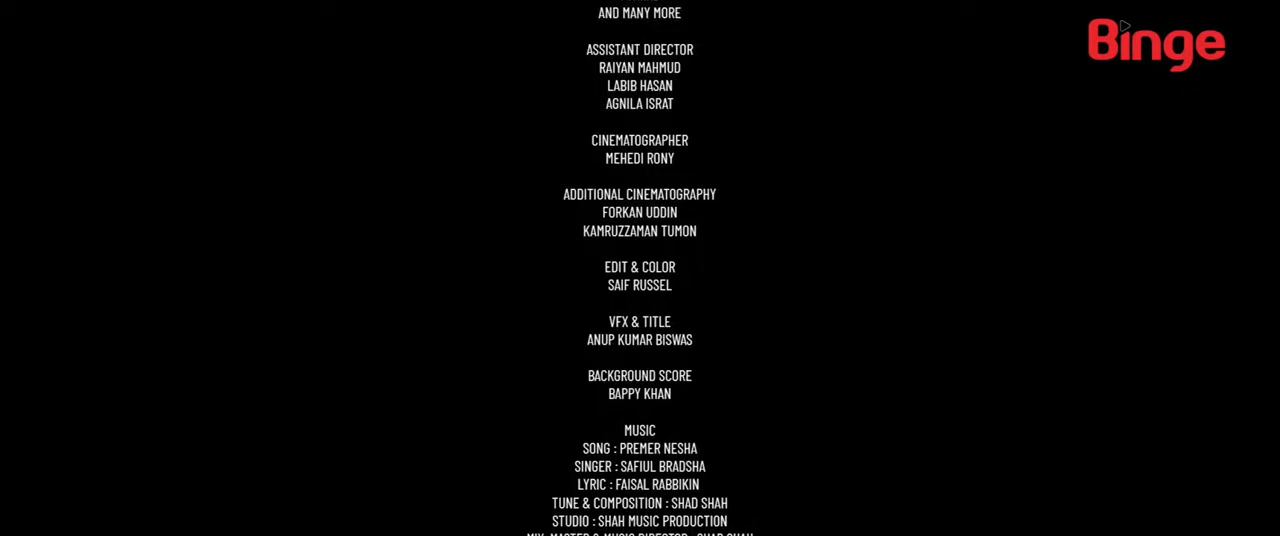 AND MANY MORE
Binge
ASSISTANT DIRECTOR
RAIYAN MAHMUD
LABIB HASAN
AGNILA ISRAT
CINEMATOGRAPHER
MEHEDI RONY
ADDITIONAL CINEMATOGRAPHY
FORKAN UDDIN
KAMRUZZAMAN TUMON
EDIT & COLOR
SAIF RUSSEL
VFX & TITLE
ANUP KUMAR BISWAS
BACKGROUND SCORE
BAPPY KHAN
MUSIC
SONG : PREMER NESHA
SINGER : SAFIUL BRADSHA
LYRIC : FAISAL RABBIKIN
TUNE & COMPOSITION : SHAD SHAH
STUDIO : SHAH MUSIC PRODUCTION